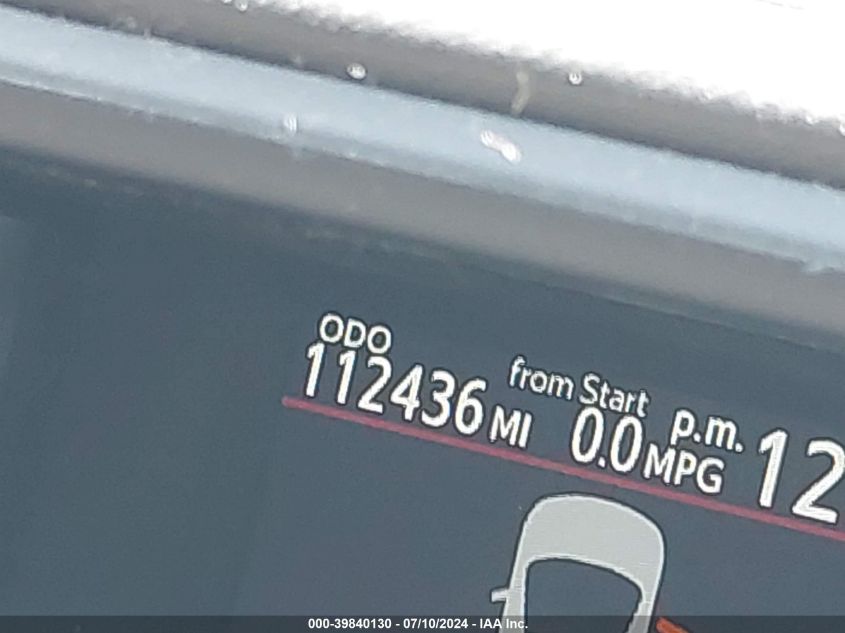 ODO
112436 MI
from Start
0.0 MPG
p.m.
12
000-39840130 - 07/10/2024 - IAA Inc.